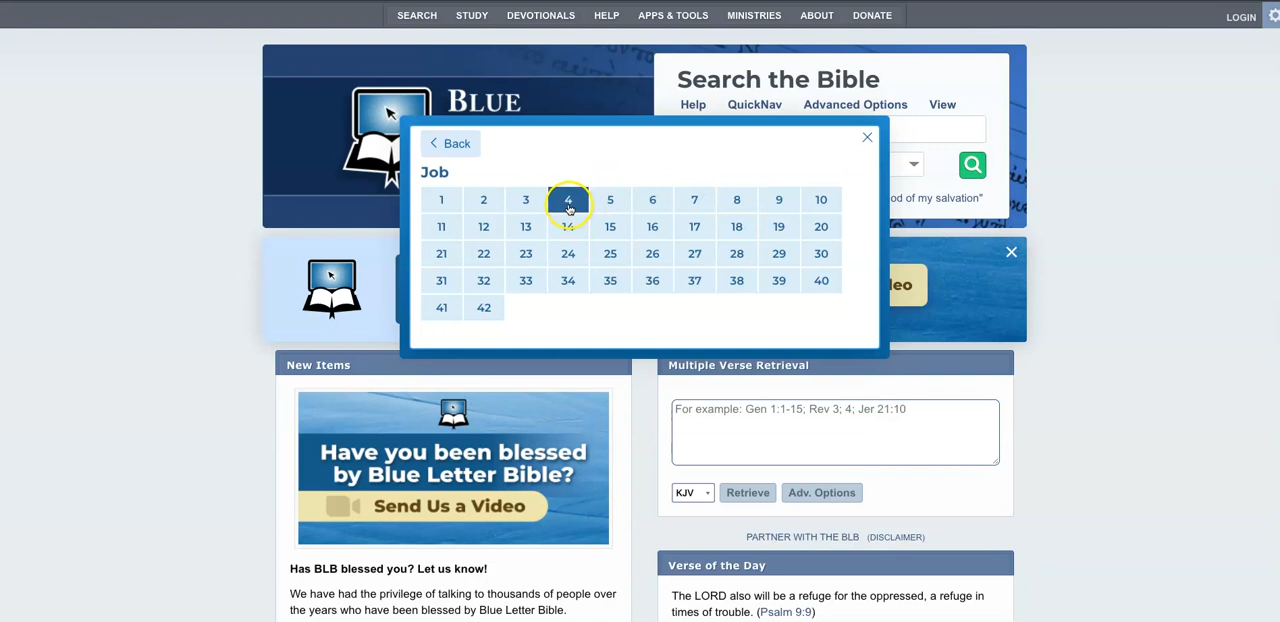 SEARCH STUDY DEVOTIONALS HELP APPS & TOOLS MINISTRIES ABOUT DONATE
LOGIN
BLUE
Search the Bible
Help QuickNav Advanced Options View
od of my salvation"
Back
Job
1 2 3 4 5 6 7 8 9 10
11 12 13 14 15 16 17 18 19 20
21 22 23 24 25 26 27 28 29 30
31 32 33 34 35 36 37 38 39 40
41 42
eo
New Items
Have you been blessed
by Blue Letter Bible?
Send Us a Video
Has BLB blessed you? Let us know!
We have had the privilege of talking to thousands of people over
the years who have been blessed by Blue Letter Bible.
Multiple Verse Retrieval
For example: Gen 1:1-15; Rev 3; 4; Jer 21:10
KJV Retrieve Adv. Options
PARTNER WITH THE BLB (DISCLAIMER)
Verse of the Day
The LORD also will be a refuge for the oppressed, a refuge in
times of trouble. (Psalm 9:9)